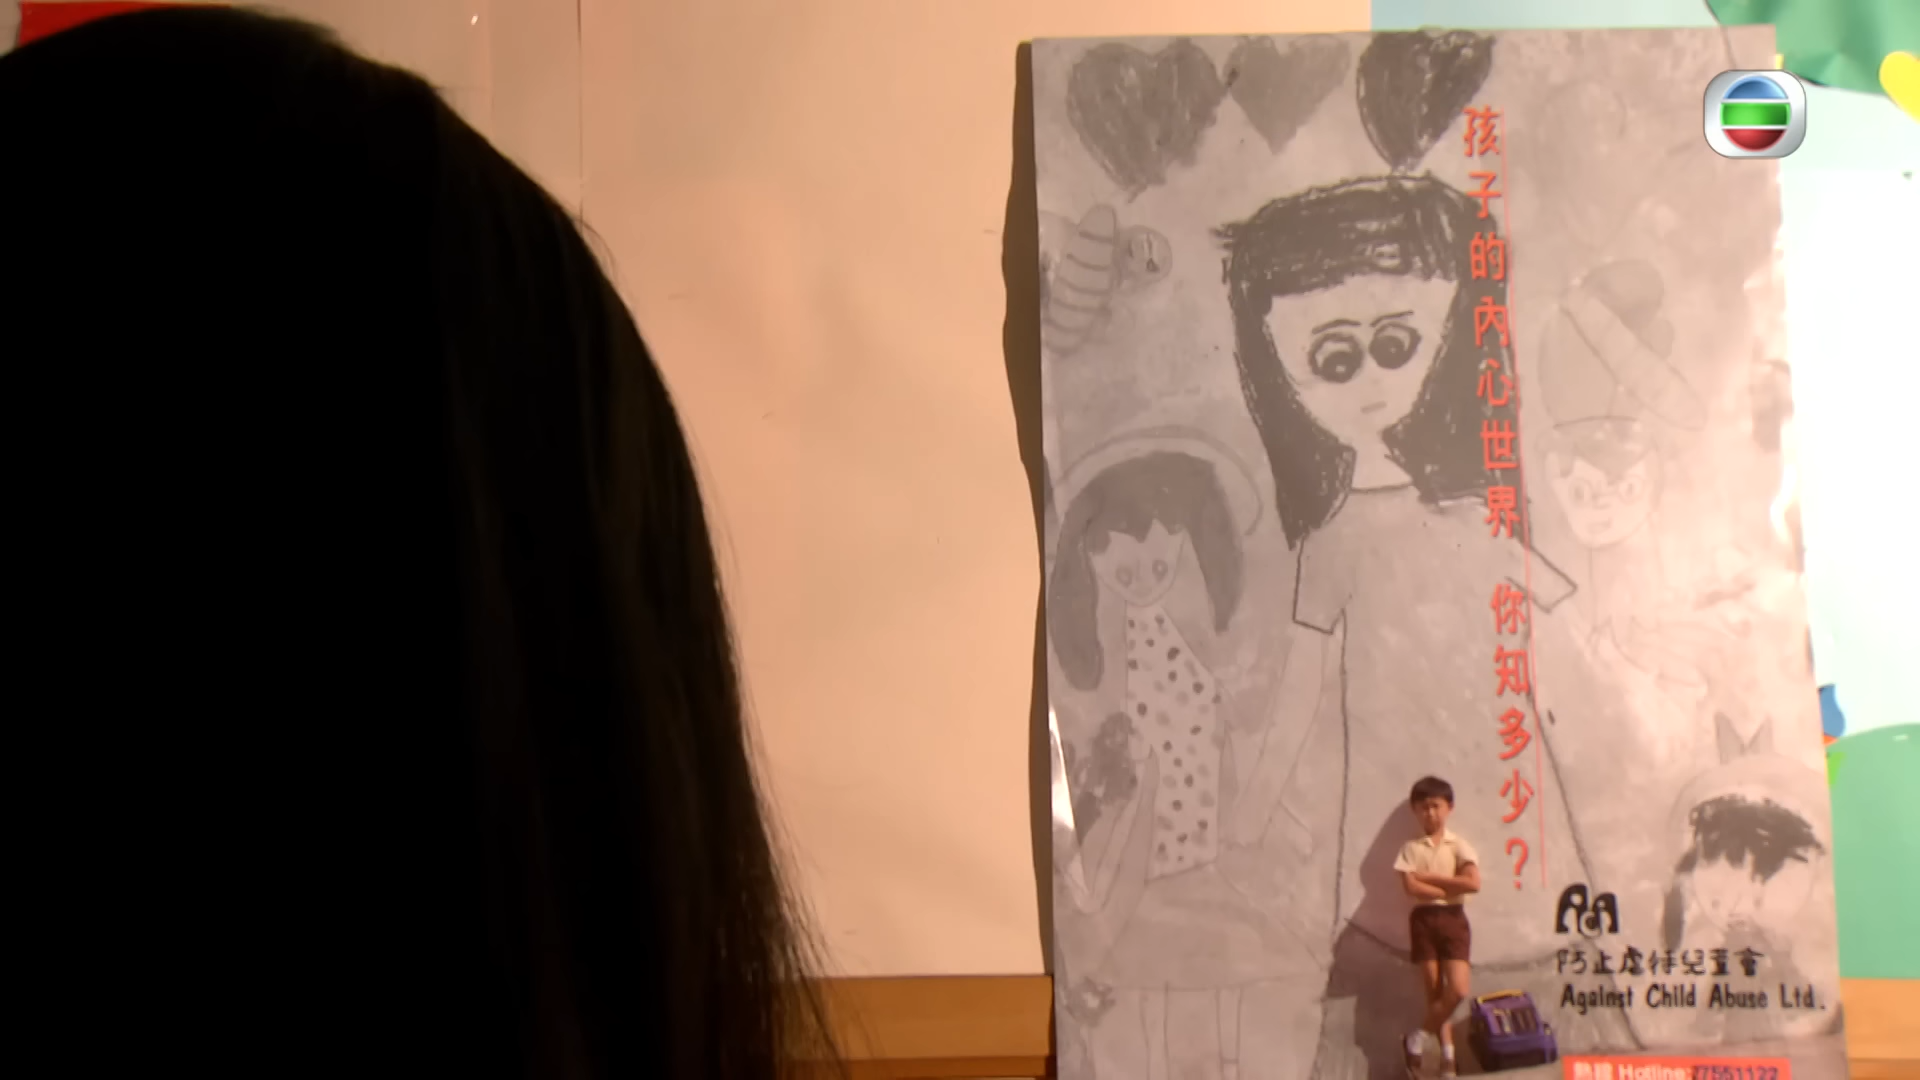 孩子的內心世界 你知多少？
防止虐待兒童會
Against Child Abuse Ltd.
熱線 Hotline: 27551122